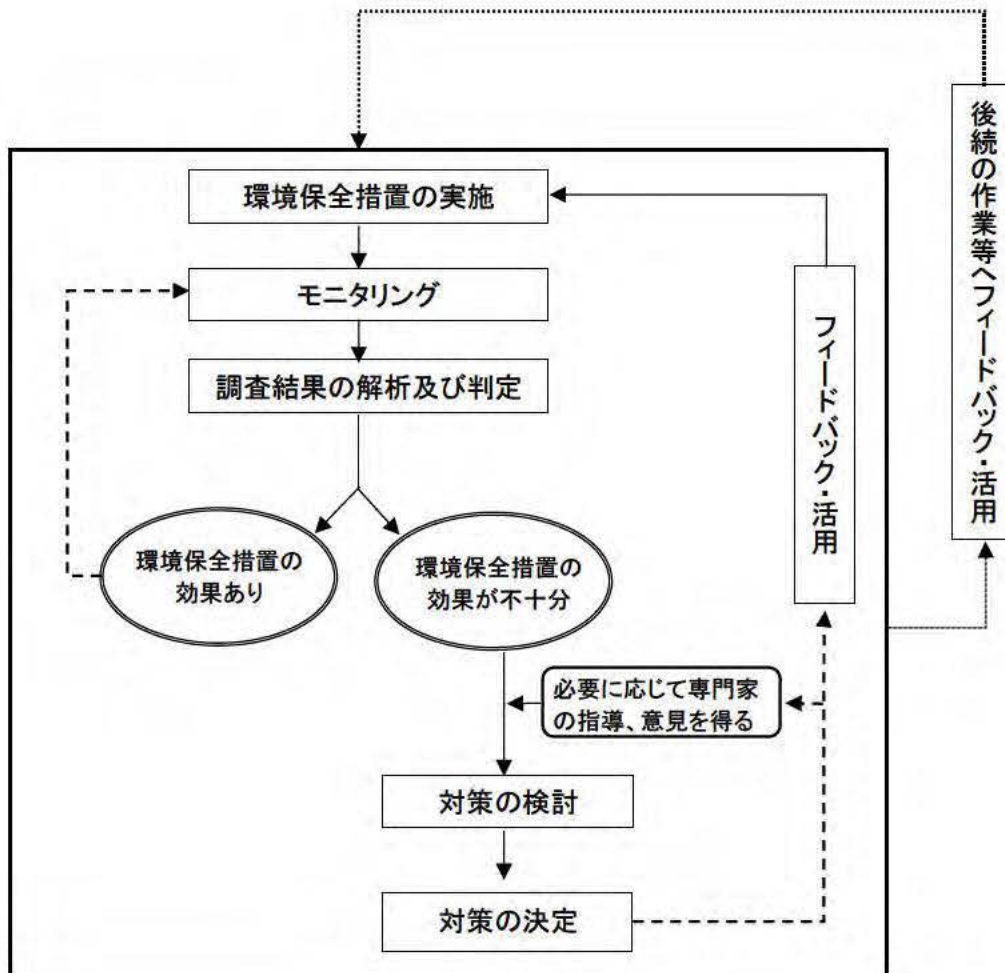 環境保全措置の実施
モニタリング
調査結果の解析及び判定
環境保全措置の
効果あり
環境保全措置の
効果が不十分
必要に応じて専門家
の指導、意見を得る
対策の検討
対策の決定
フィードバック・活用
後続の作業等へフィードバック・活用